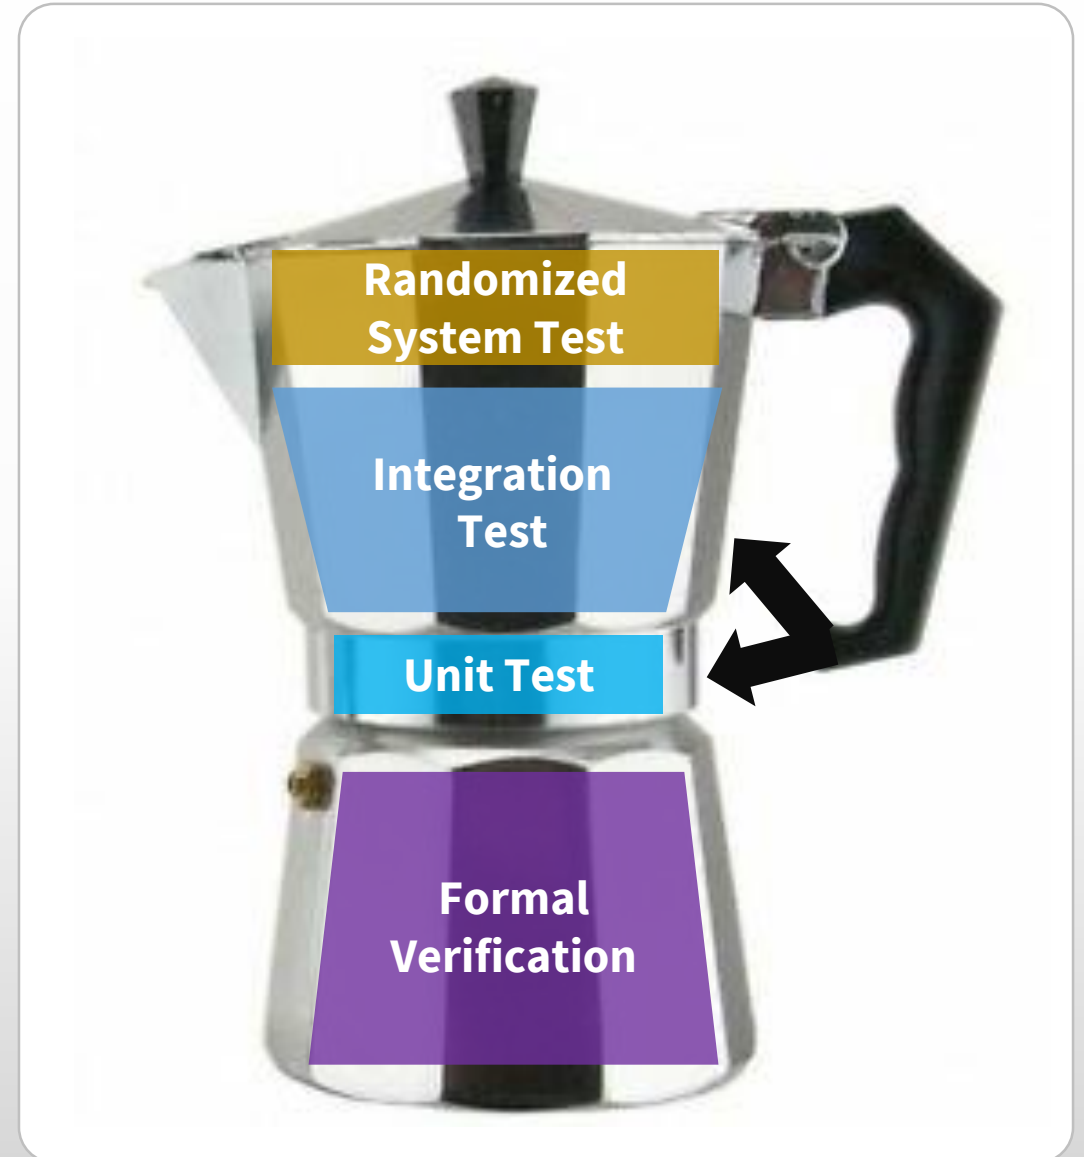 Randomized
System Test
Integration
Test
Unit Test
Formal
Verification